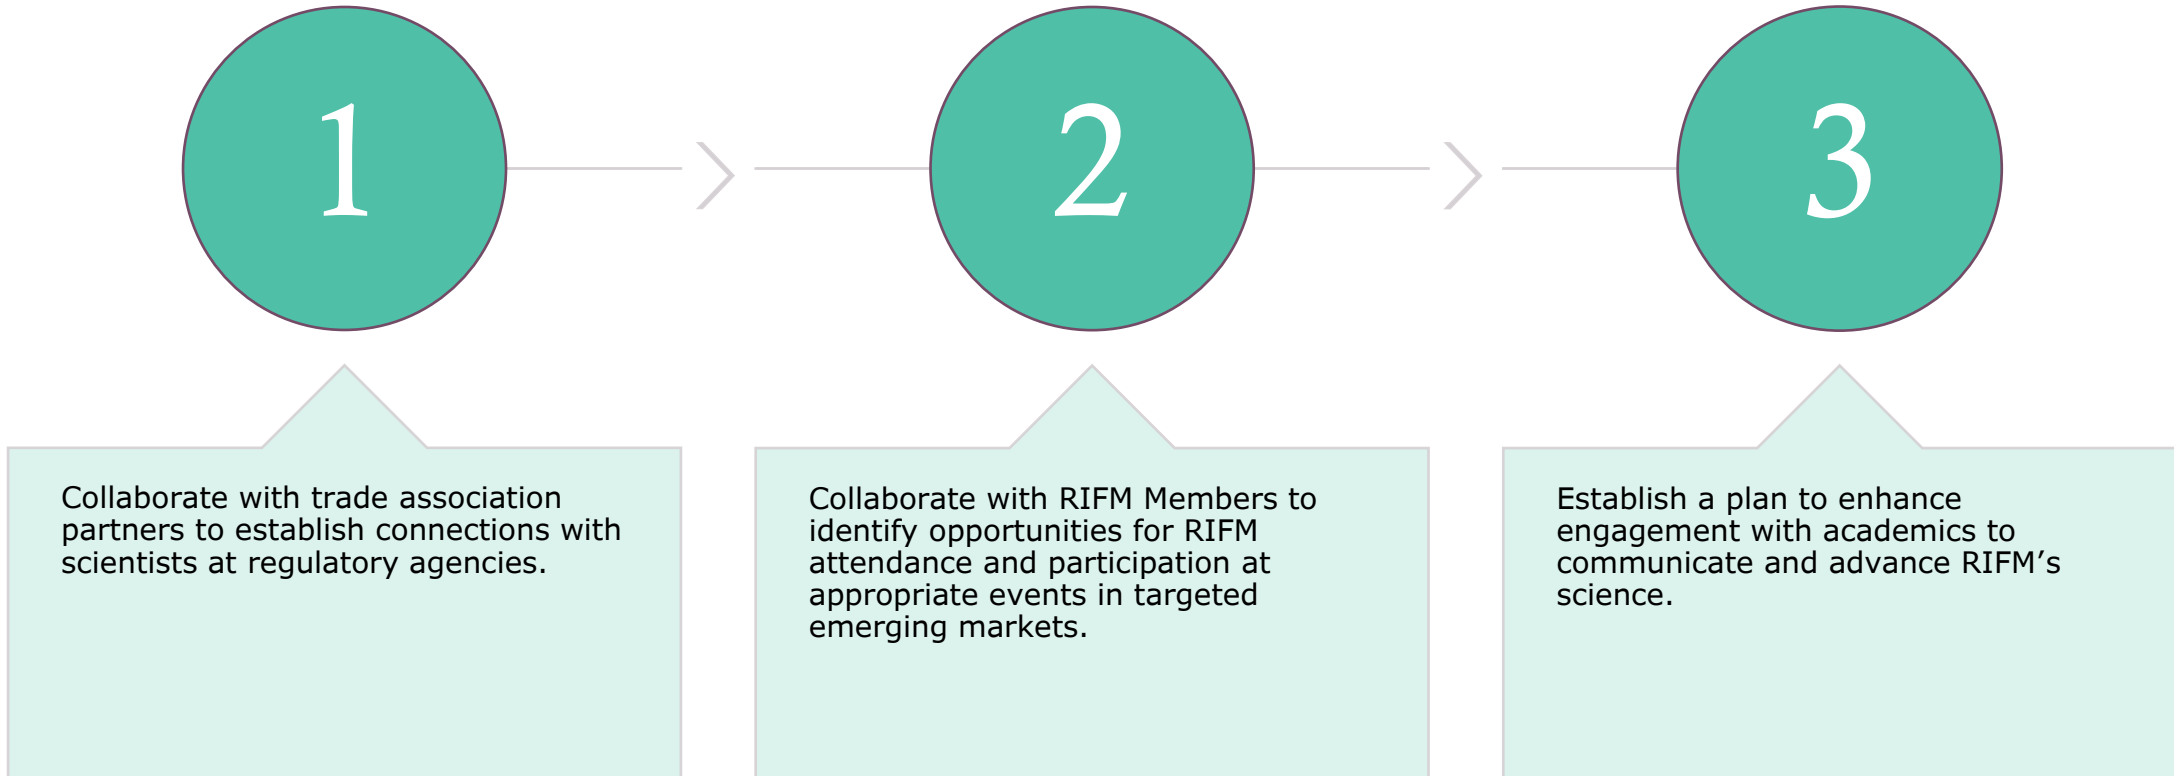 1
2
3
Collaborate with trade association
partners to establish connections with
scientists at regulatory agencies.
Collaborate with RIFM Members to
identify opportunities for RIFM
attendance and participation at
appropriate events in targeted
emerging markets.
Establish a plan to enhance
engagement with academics to
communicate and advance RIFM’s
science.